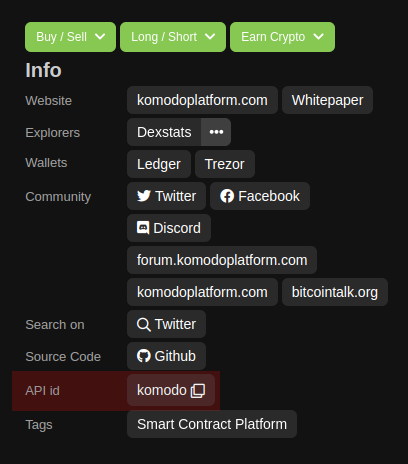 Buy / Sell Long / Short Earn Crypto
Info
Website komodoplatform.com Whitepaper
Explorers Dexstats •••
Wallets Ledger Trezor
Community Twitter Facebook
Discord
forum.komodoplatform.com
komodoplatform.com bitcointalk.org
Search on Twitter
Source Code Github
API id komodo
Tags Smart Contract Platform